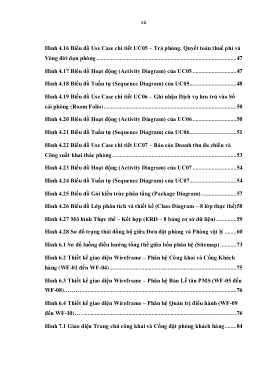 xii
Hình 4.16 Biểu đồ Use Case chi tiết UC05 – Trả phòng, Quyết toán thuế phí và
Vòng đời dọn phòng.......................................................................47
Hình 4.17 Biểu đồ Hoạt động (Activity Diagram) của UC05 ......................47
Hình 4.18 Biểu đồ Tuần tự (Sequence Diagram) của UC05.......................48
Hình 4.19 Biểu đồ Use Case chi tiết UC06 – Ghi nhận Dịch vụ lưu trú vào Sổ
cái phòng (Room Folio)...................................................................50
Hình 4.20 Biểu đồ Hoạt động (Activity Diagram) của UC06 ......................50
Hình 4.21 Biểu đồ Tuần tự (Sequence Diagram) của UC06.......................51
Hình 4.22 Biểu đồ Use Case chi tiết UC07 – Báo cáo Doanh thu đa chiều và
Công suất khai thác phòng...............................................................53
Hình 4.23 Biểu đồ Hoạt động (Activity Diagram) của UC07 ......................54
Hình 4.24 Biểu đồ Tuần tự (Sequence Diagram) của UC07.......................54
Hình 4.25 Biểu đồ Gói kiến trúc phân tầng (Package Diagram) .................57
Hình 4.26 Biểu đồ Lớp phân tích và thiết kế (Class Diagram – 8 lớp thực thể)58
Hình 4.27 Mô hình Thực thể – Kết hợp (ERD – 8 bảng cơ sở dữ liệu)...........59
Hình 4.28 Sơ đồ trạng thái đồng bộ giữa Đơn đặt phòng và Phòng vật lý ......60
Hình 6.1 Sơ đồ luồng điều hướng tổng thể giữa bốn phân hệ (Sitemap) ........73
Hình 6.2 Thiết kế giao diện Wireframe – Phân hệ Công khai và Cổng Khách
hàng (WF-01 đến WF-04) ................................................................75
Hình 6.3 Thiết kế giao diện Wireframe – Phân hệ Bàn Lễ tân PMS (WF-05 đến
WF-08)........................................................................................76
Hình 6.4 Thiết kế giao diện Wireframe – Phân hệ Quản trị điều hành (WF-09
đến WF-10)... ...............................................................................76
Hình 7.1 Giao diện Trang chủ công khai và Cổng đặt phòng khách hàng.......84